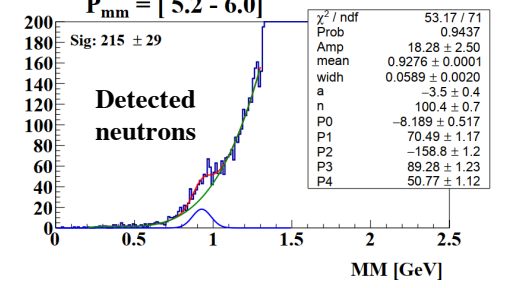 Pmm = [ 5.2 - 6.0]
Sig: 215 ± 29
Detected
neutrons
χ² / ndf 53.17 / 71
Prob 0.9437
Amp 18.28 ± 2.50
mean 0.9276 ± 0.0001
widh 0.0589 ± 0.0020
a −3.5 ± 0.4
n 100.4 ± 0.7
P0 −8.189 ± 0.517
P1 70.49 ± 1.17
P2 −158.8 ± 1.2
P3 89.28 ± 1.23
P4 50.77 ± 1.12
200
180
160
140
120
100
80
60
40
20
0
0 0.5 1 1.5 2 2.5
MM [GeV]